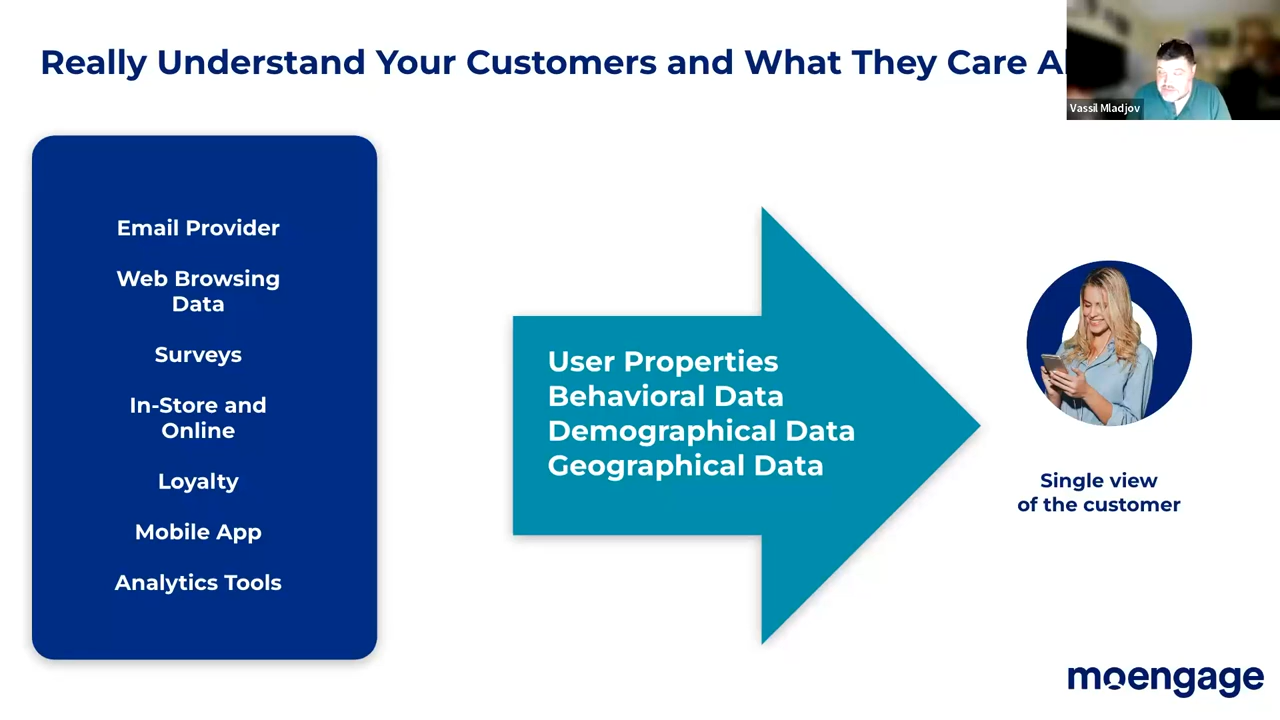 Really Understand Your Customers and What They Care
Vassil Mladjov
Email Provider
Web Browsing
Data
Surveys
In-Store and
Online
Loyalty
Mobile App
Analytics Tools
User Properties
Behavioral Data
Demographical Data
Geographical Data
Single view
of the customer
moengage